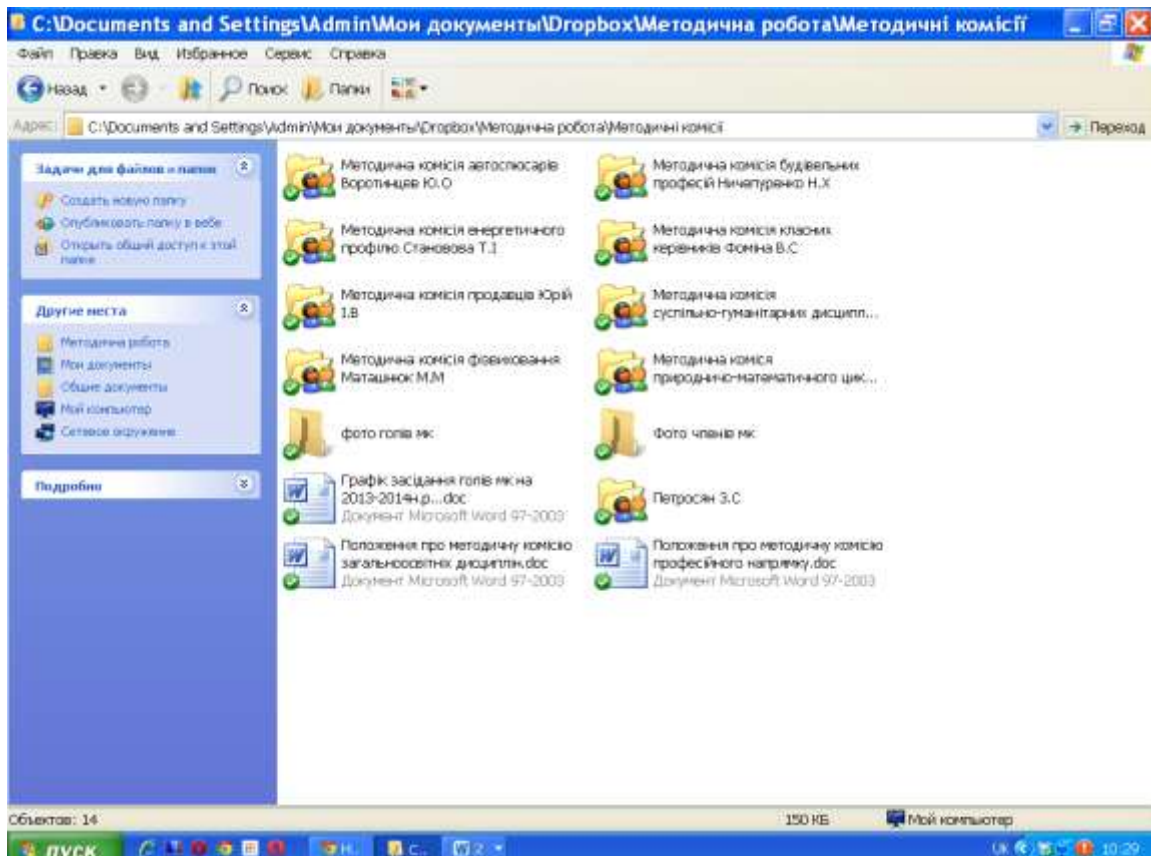 C:\Documents and Settings\Admin\Мои документы\Dropbox\Методична робота\Методичні комісії
Файл Правка Вид Избранное Сервис Справка
Назад Поиск Папки
Адрес: C:\Documents and Settings\Admin\Мои документы\Dropbox\Методична робота\Методичні комісії Переход
Задачи для файлов и папок
Создать новую папку
Опубликовать папку в вебе
Открыть общий доступ к этой
папке
Другие места
Методична робота
Мои документы
Общие документы
Мой компьютер
Сетевое окружение
Подробно
Методична комісія автослюсарів
Воротинцев Ю.О
Методична комісія будівельних
професій Ничепуренко Н.Х
Методична комісія енергетичного
профілю Становова Т.І
Методична комісія класних
керівників Фоміна В.С
Методична комісія продавців Юрій
І.В
Методична комісія
суспільно-гуманітарних дисципл...
Методична комісія фізвиховання
Маташнюк М.М
Методична коміся
природничо-математичного цик...
фото голів мк
Фото членів мк
Графік засідання голів мк на
2013-2014н.р....doc
Документ Microsoft Word 97-2003
Петросян З.С
Положення про методичну комісію
загальноосвітніх дисциплін.doc
Документ Microsoft Word 97-2003
Положення про методичну комісію
професійного напрямку.doc
Документ Microsoft Word 97-2003
Объектов: 14 150 КБ Мой компьютер
пуск Н.. С.. 2 UK 10:29